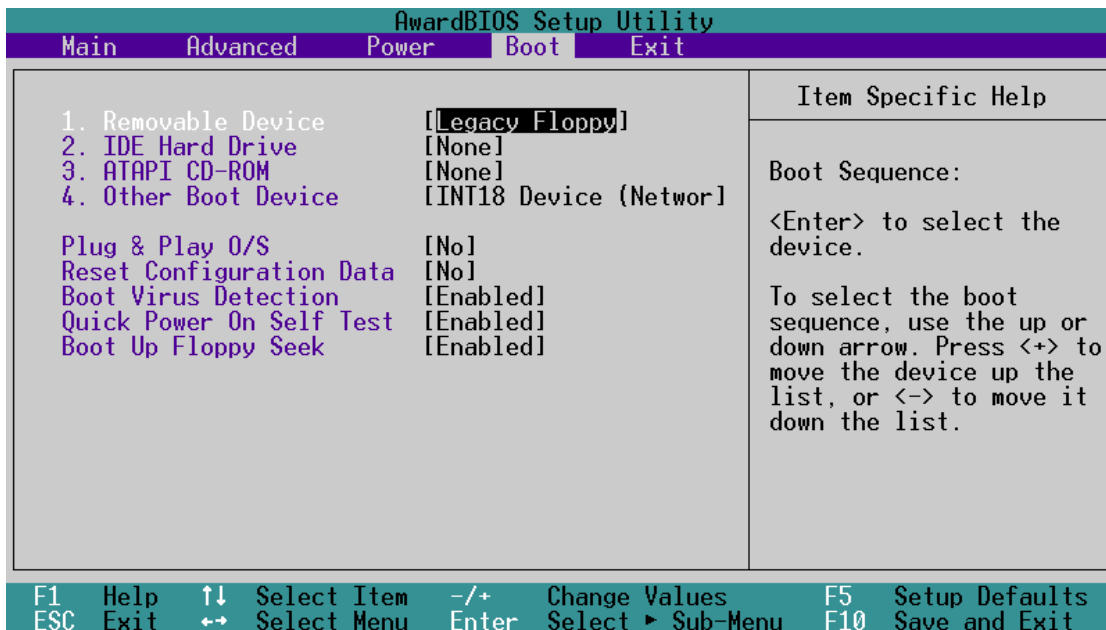 AwardBIOS Setup Utility
Main Advanced Power Boot Exit
1. Removable Device [Legacy Floppy]
2. IDE Hard Drive [None]
3. ATAPI CD-ROM [None]
4. Other Boot Device [INT18 Device (Networ]
Plug & Play O/S [No]
Reset Configuration Data [No]
Boot Virus Detection [Enabled]
Quick Power On Self Test [Enabled]
Boot Up Floppy Seek [Enabled]
Item Specific Help
Boot Sequence:
<Enter> to select the
device.
To select the boot
sequence, use the up or
down arrow. Press <+> to
move the device up the
list, or <-> to move it
down the list.
F1 Help ↑↓ Select Item -/+ Change Values F5 Setup Defaults
ESC Exit ←→ Select Menu Enter Select ► Sub-Menu F10 Save and Exit